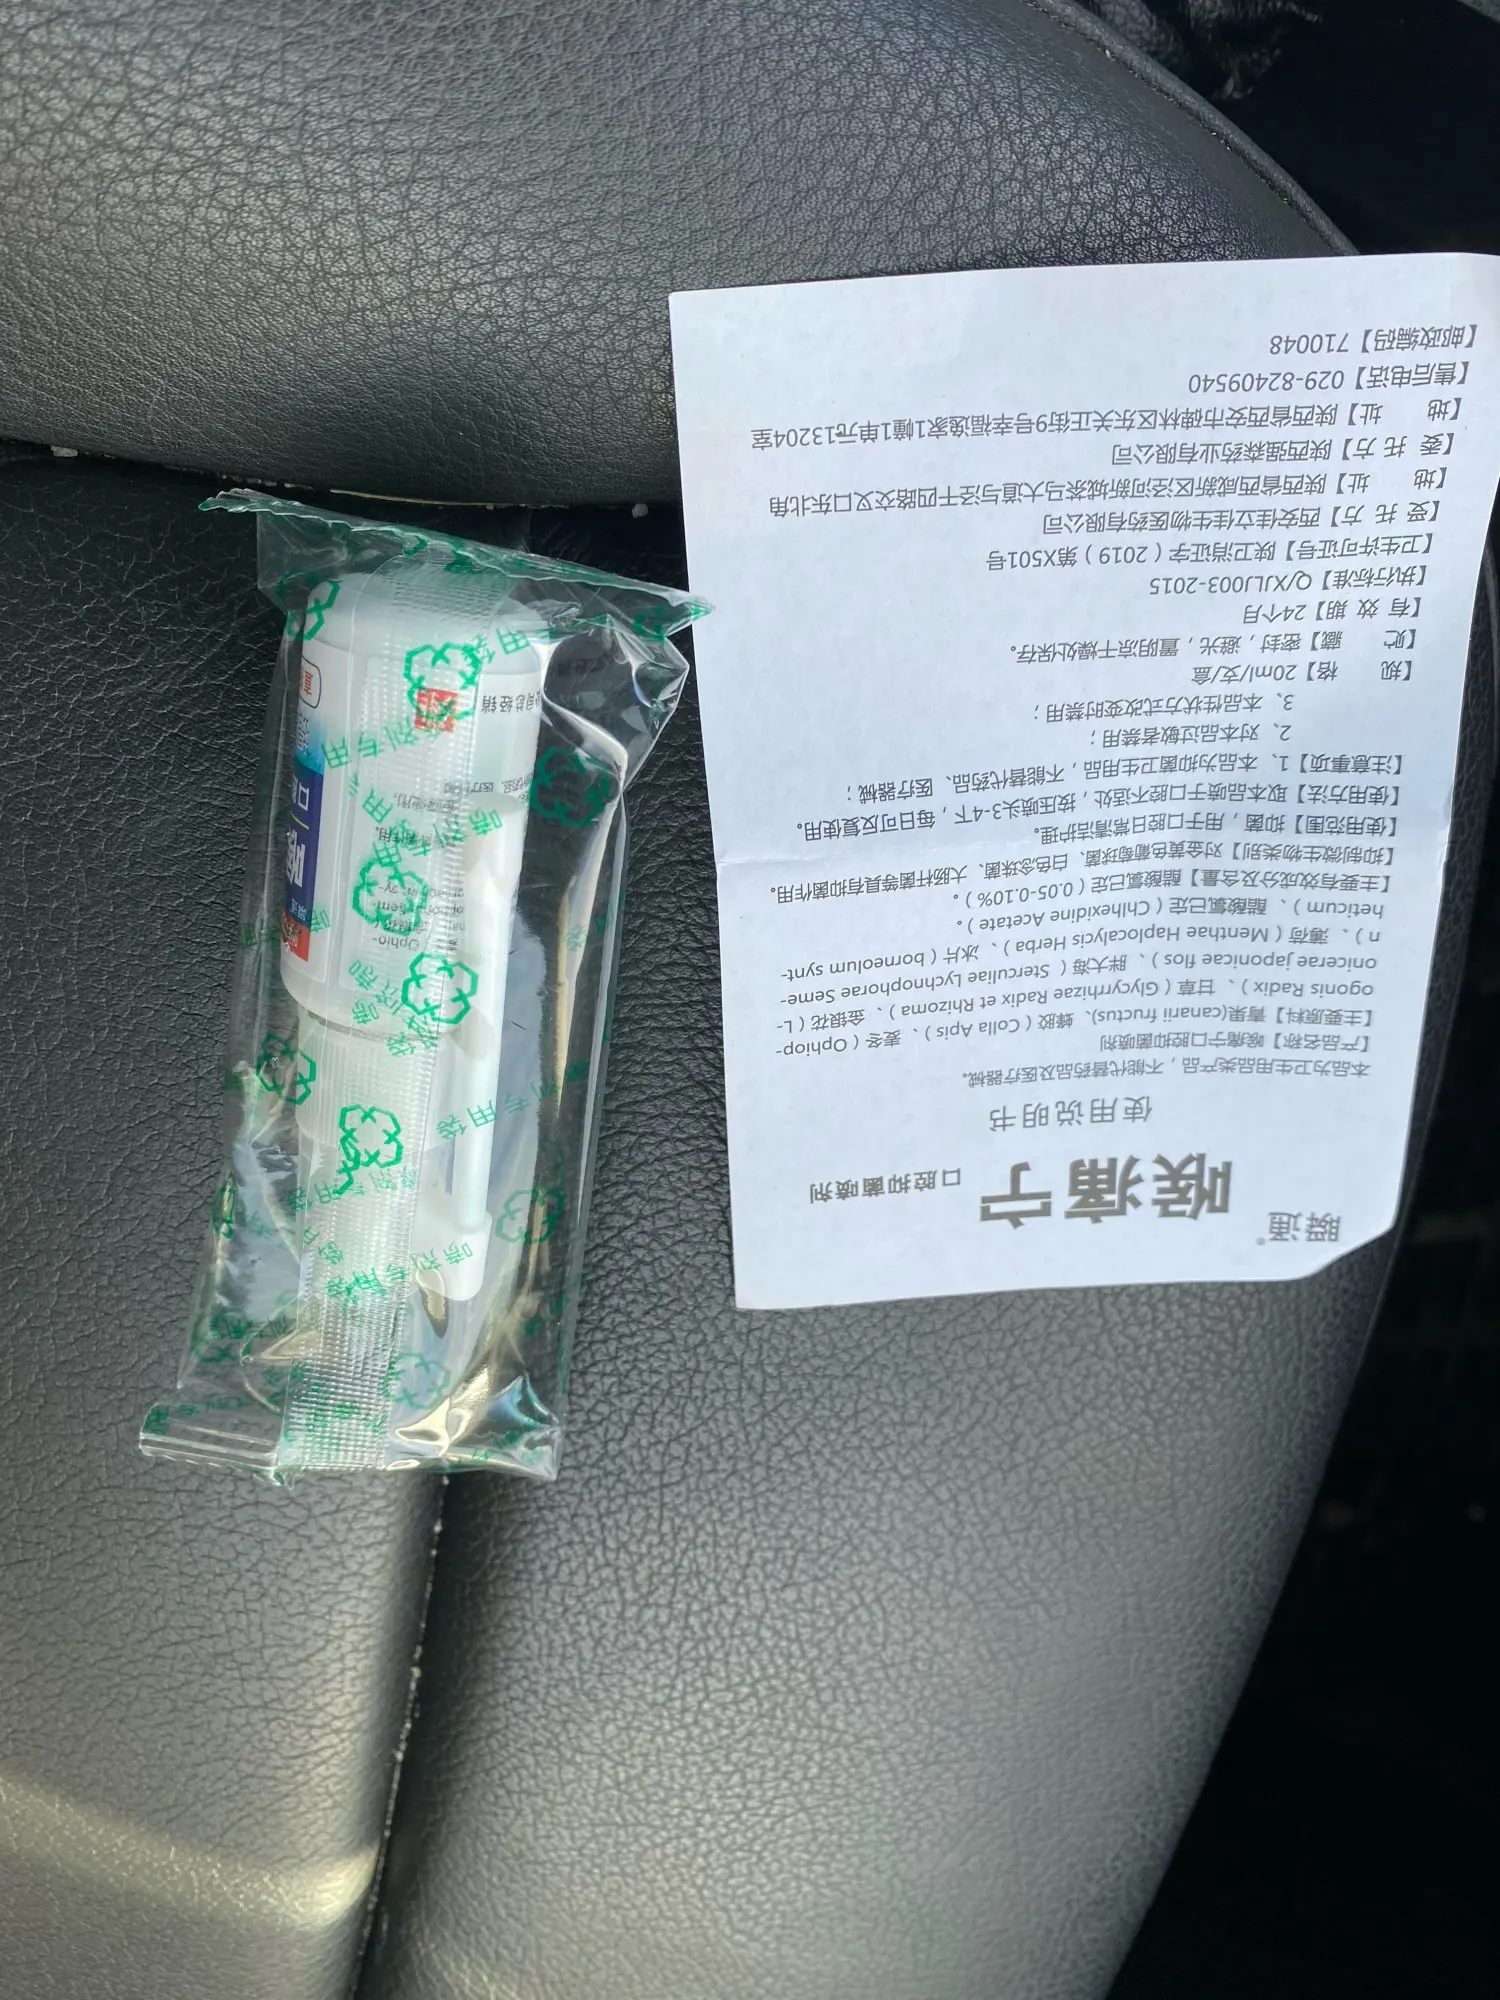 瞬通®
喉痛宁 口腔抑菌喷剂
使用说明书
本品为卫生用品类产品，不能替代药品及医疗器械。
【产品名称】喉痛宁口腔抑菌喷剂
【主要原料】青果(canarii fructus)、蜂胶（Colla Apis）、麦冬（Ophiop-
ogonis Radix）、甘草（Glycyrrhizae Radix et Rhizoma）、金银花（L-
onicerae japonicae flos）、胖大海（Sterculiae Lychnophorae Seme-
n）、薄荷（Menthae Haplocalycis Herba）、冰片（borneolum synt-
heticum）、醋酸氯己定（Chlhexidine Acetate）。
【主要有效成分及含量】醋酸氯己定（0.05-0.10%）。
【抑制微生物类别】对金黄色葡萄球菌、白色念珠菌、大肠杆菌等具有抑菌作用。
【使用范围】抑菌，用于口腔日常清洁护理。
【使用方法】取本品喷于口腔不适处，按压喷头3-4下，每日可反复使用。
【注意事项】1、本品为抑菌卫生用品，不能替代药品、医疗器械；
2、对本品过敏者禁用；
3、本品性状方式改变时禁用；
【规 格】20ml/支/盒
【贮 藏】密封，避光，置阴凉干燥处保存。
【有 效 期】24个月
【执行标准】Q/XJLJ003-2015
【卫生许可证号】陕卫消证字（2019）第SX501号
【受 托 方】西安佳立佳生物医药有限公司
【地 址】陕西省西咸新区泾河新城茶马大道与泾干四路交叉口东北角
【委 托 方】陕西强森药业有限公司
【地 址】陕西省西安市碑林区东关正街9号幸福逸家1幢1单元13204室
【售后电话】029-82409540
【邮政编码】710048
喷剂专用袋
总经销